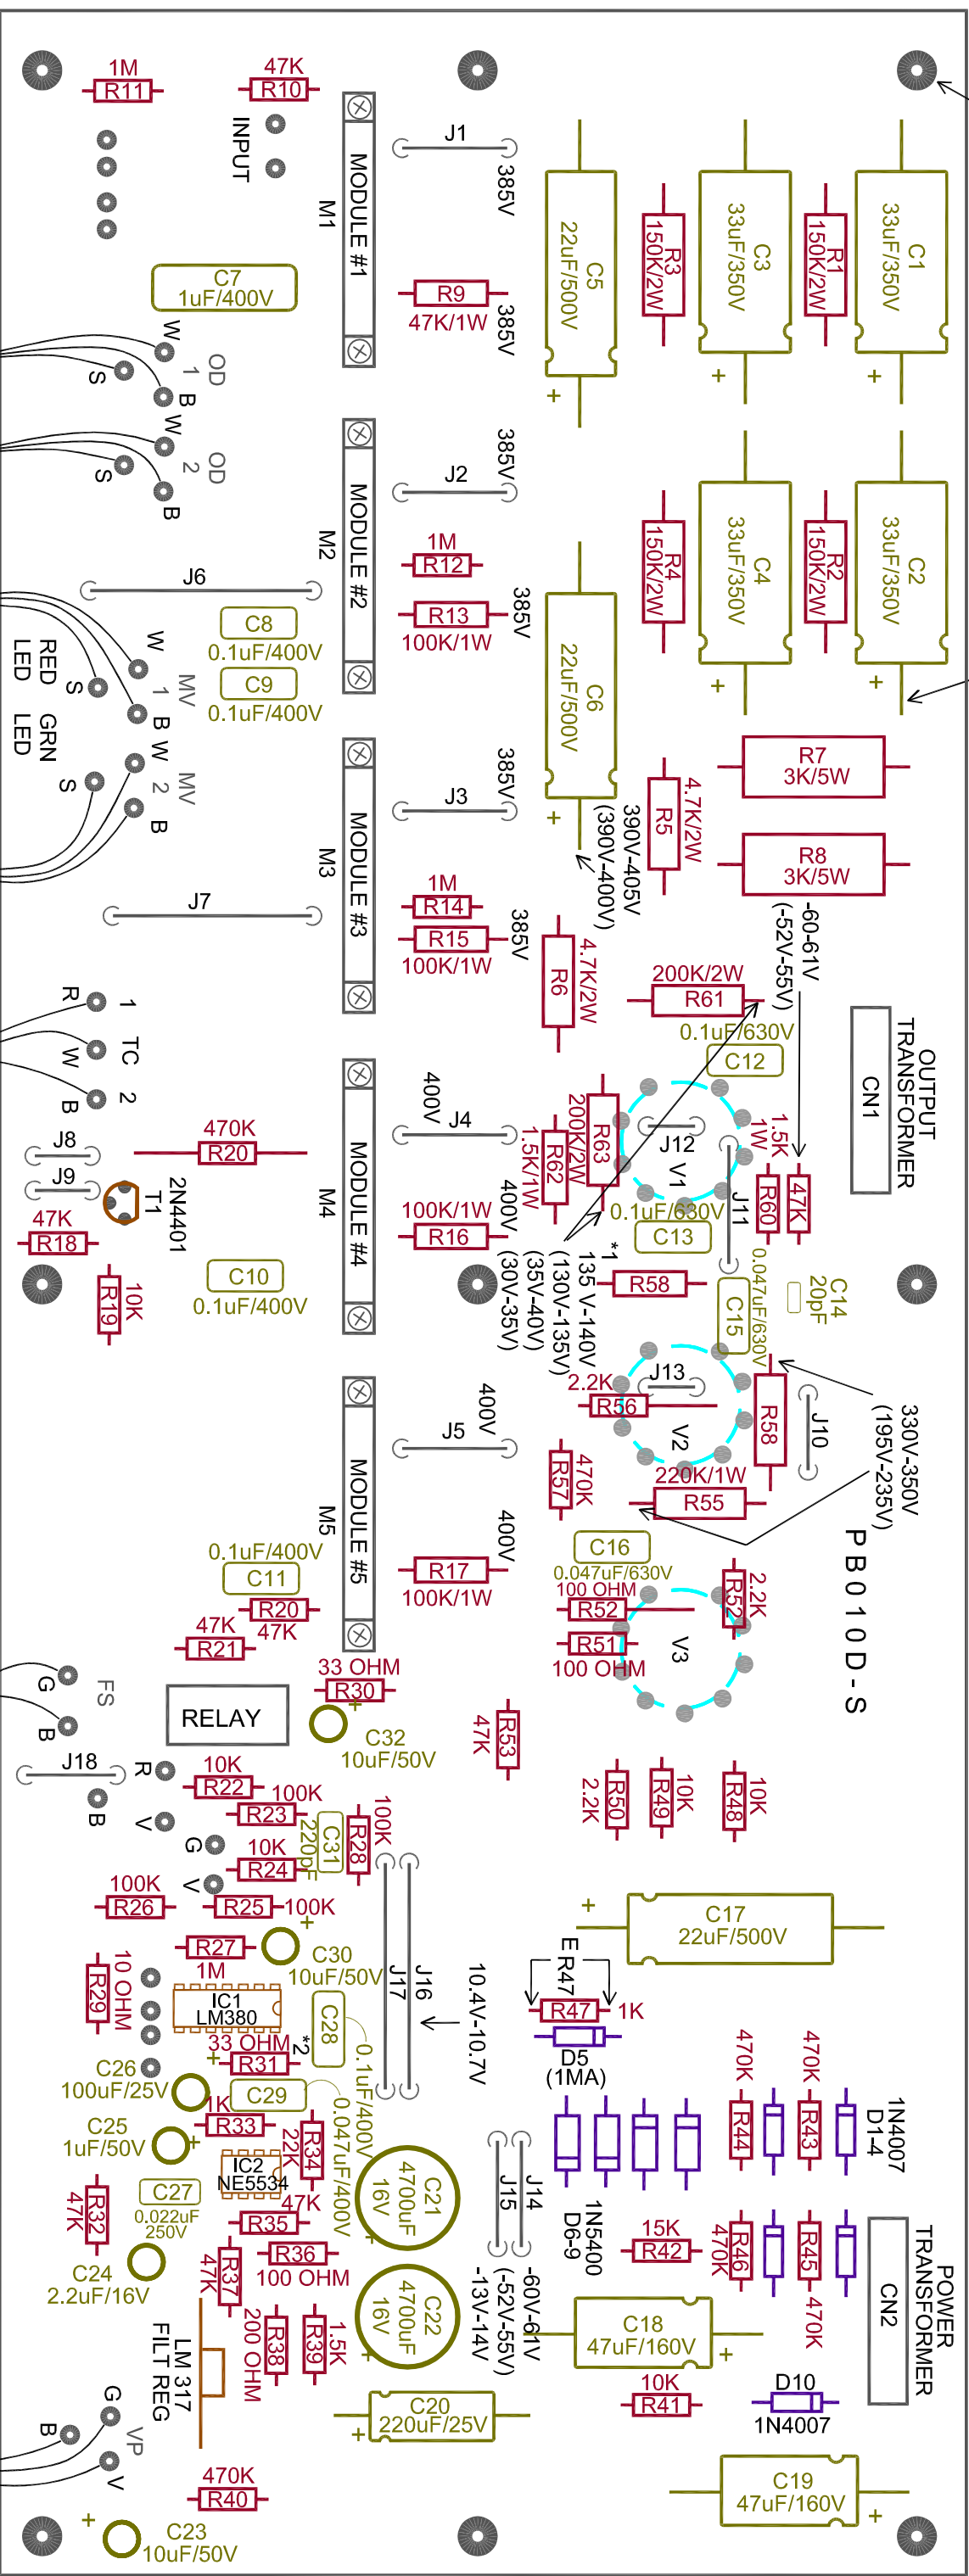 1M
R11
47K
R10
INPUT
M1
MODULE #1
J1
385V
R9
47K/1W
385V
C5
22uF/500V
R3
150K/2W
C3
33uF/350V
R1
150K/2W
C1
33uF/350V
+
+
+
C7
1uF/400V
W
OD
1
S
B
W
OD
2
S
B
M2
MODULE #2
J2
385V
1M
R12
R13
100K/1W
385V
R4
150K/2W
C4
33uF/350V
R2
150K/2W
C2
33uF/350V
+
+
J6
C8
0.1uF/400V
C9
0.1uF/400V
C6
22uF/500V
+
RED
LED
GRN
LED
W
S
1
MV
B
W
S
2
MV
B
M3
MODULE #3
J3
385V
1M
R14
R15
100K/1W
385V
390V-405V
(390V-400V)
R5
4.7K/2W
R7
3K/5W
R8
3K/5W
-60-61V
(-52V-55V)
J7
R6
4.7K/2W
200K/2W
R61
0.1uF/630V
C12
OUTPUT
TRANSFORMER
CN1
R
1
W
TC
B
2
J8
J9
470K
R20
T1
2N4401
47K
R18
R19
10K
C10
0.1uF/400V
M4
MODULE #4
J4
400V
100K/1W
R16
400V
R62
1.5K/1W
R63
200K/2W
J12
V1
J11
1.5K
1W
R60
47K
0.1uF/630V
C13
135 V-140V
(130V-135V)
(35V-40V)
(30V-35V)
*1
R58
C15
0.047uF/630V
C14
20pF
M5
MODULE #5
J5
400V
R17
100K/1W
400V
J13
2.2K
R56
V2
R58
J10
330V-350V
(195V-235V)
R57
470K
220K/1W
R55
PB010D-S
C16
0.047uF/630V
100 OHM
R52
R51
100 OHM
V3
R52
2.2K
0.1uF/400V
C11
R20
47K
47K
R21
33 OHM
R30
+
C32
10uF/50V
RELAY
G
FS
B
R53
47K
J18
R
B
V
G
V
10K
R22
100K
R23
10K
R24
C31
220pF
R28
100K
R50
2.2K
R49
10K
R48
10K
100K
R26
R25
100K
+
R27
1M
C30
10uF/50V
J17
J16
10.4V-10.7V
+
C17
22uF/500V
E
R47
R47
1K
D5
(1MA)
R29
10 OHM
IC1
LM380
C28
0.1uF/400V
33 OHM
*2
+
R31
C29
0.047uF/400V
C26
100uF/25V
C25
1uF/50V
+
1K
R33
R34
22K
IC2
NE5534
C27
0.022uF
250V
R32
47K
47K
R35
R36
100 OHM
C24
2.2uF/16V
R37
47K
C21
4700uF
16V
+
C22
4700uF
16V
+
J15
J14
-60V-61V
(-52V-55V)
-13V-14V
1N5400
D6-9
470K
R44
470K
R43
1N4007
D1-4
15K
R42
R46
470K
R45
470K
POWER
TRANSFORMER
CN2
C18
47uF/160V
+
10K
R41
D10
1N4007
LM 317
FILT REG
R38
200 OHM
R39
1.5K
C20
220uF/25V
+
G
B
VP
V
470K
R40
+
C23
10uF/50V
C19
47uF/160V
+